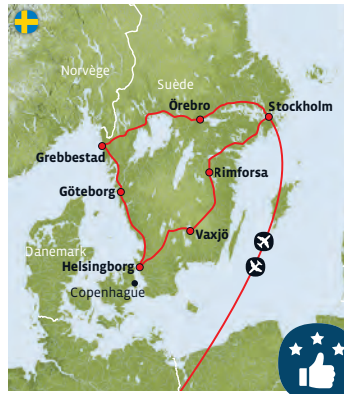 Norvège
Suède
Örebro
Stockholm
Grebbestad
Rimforsa
Göteborg
Vaxjö
Danemark
Helsingborg
Copenhague